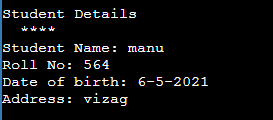 Student Details
  ****
Student Name: manu
Roll No: 564
Date of birth: 6-5-2021
Address: vizag